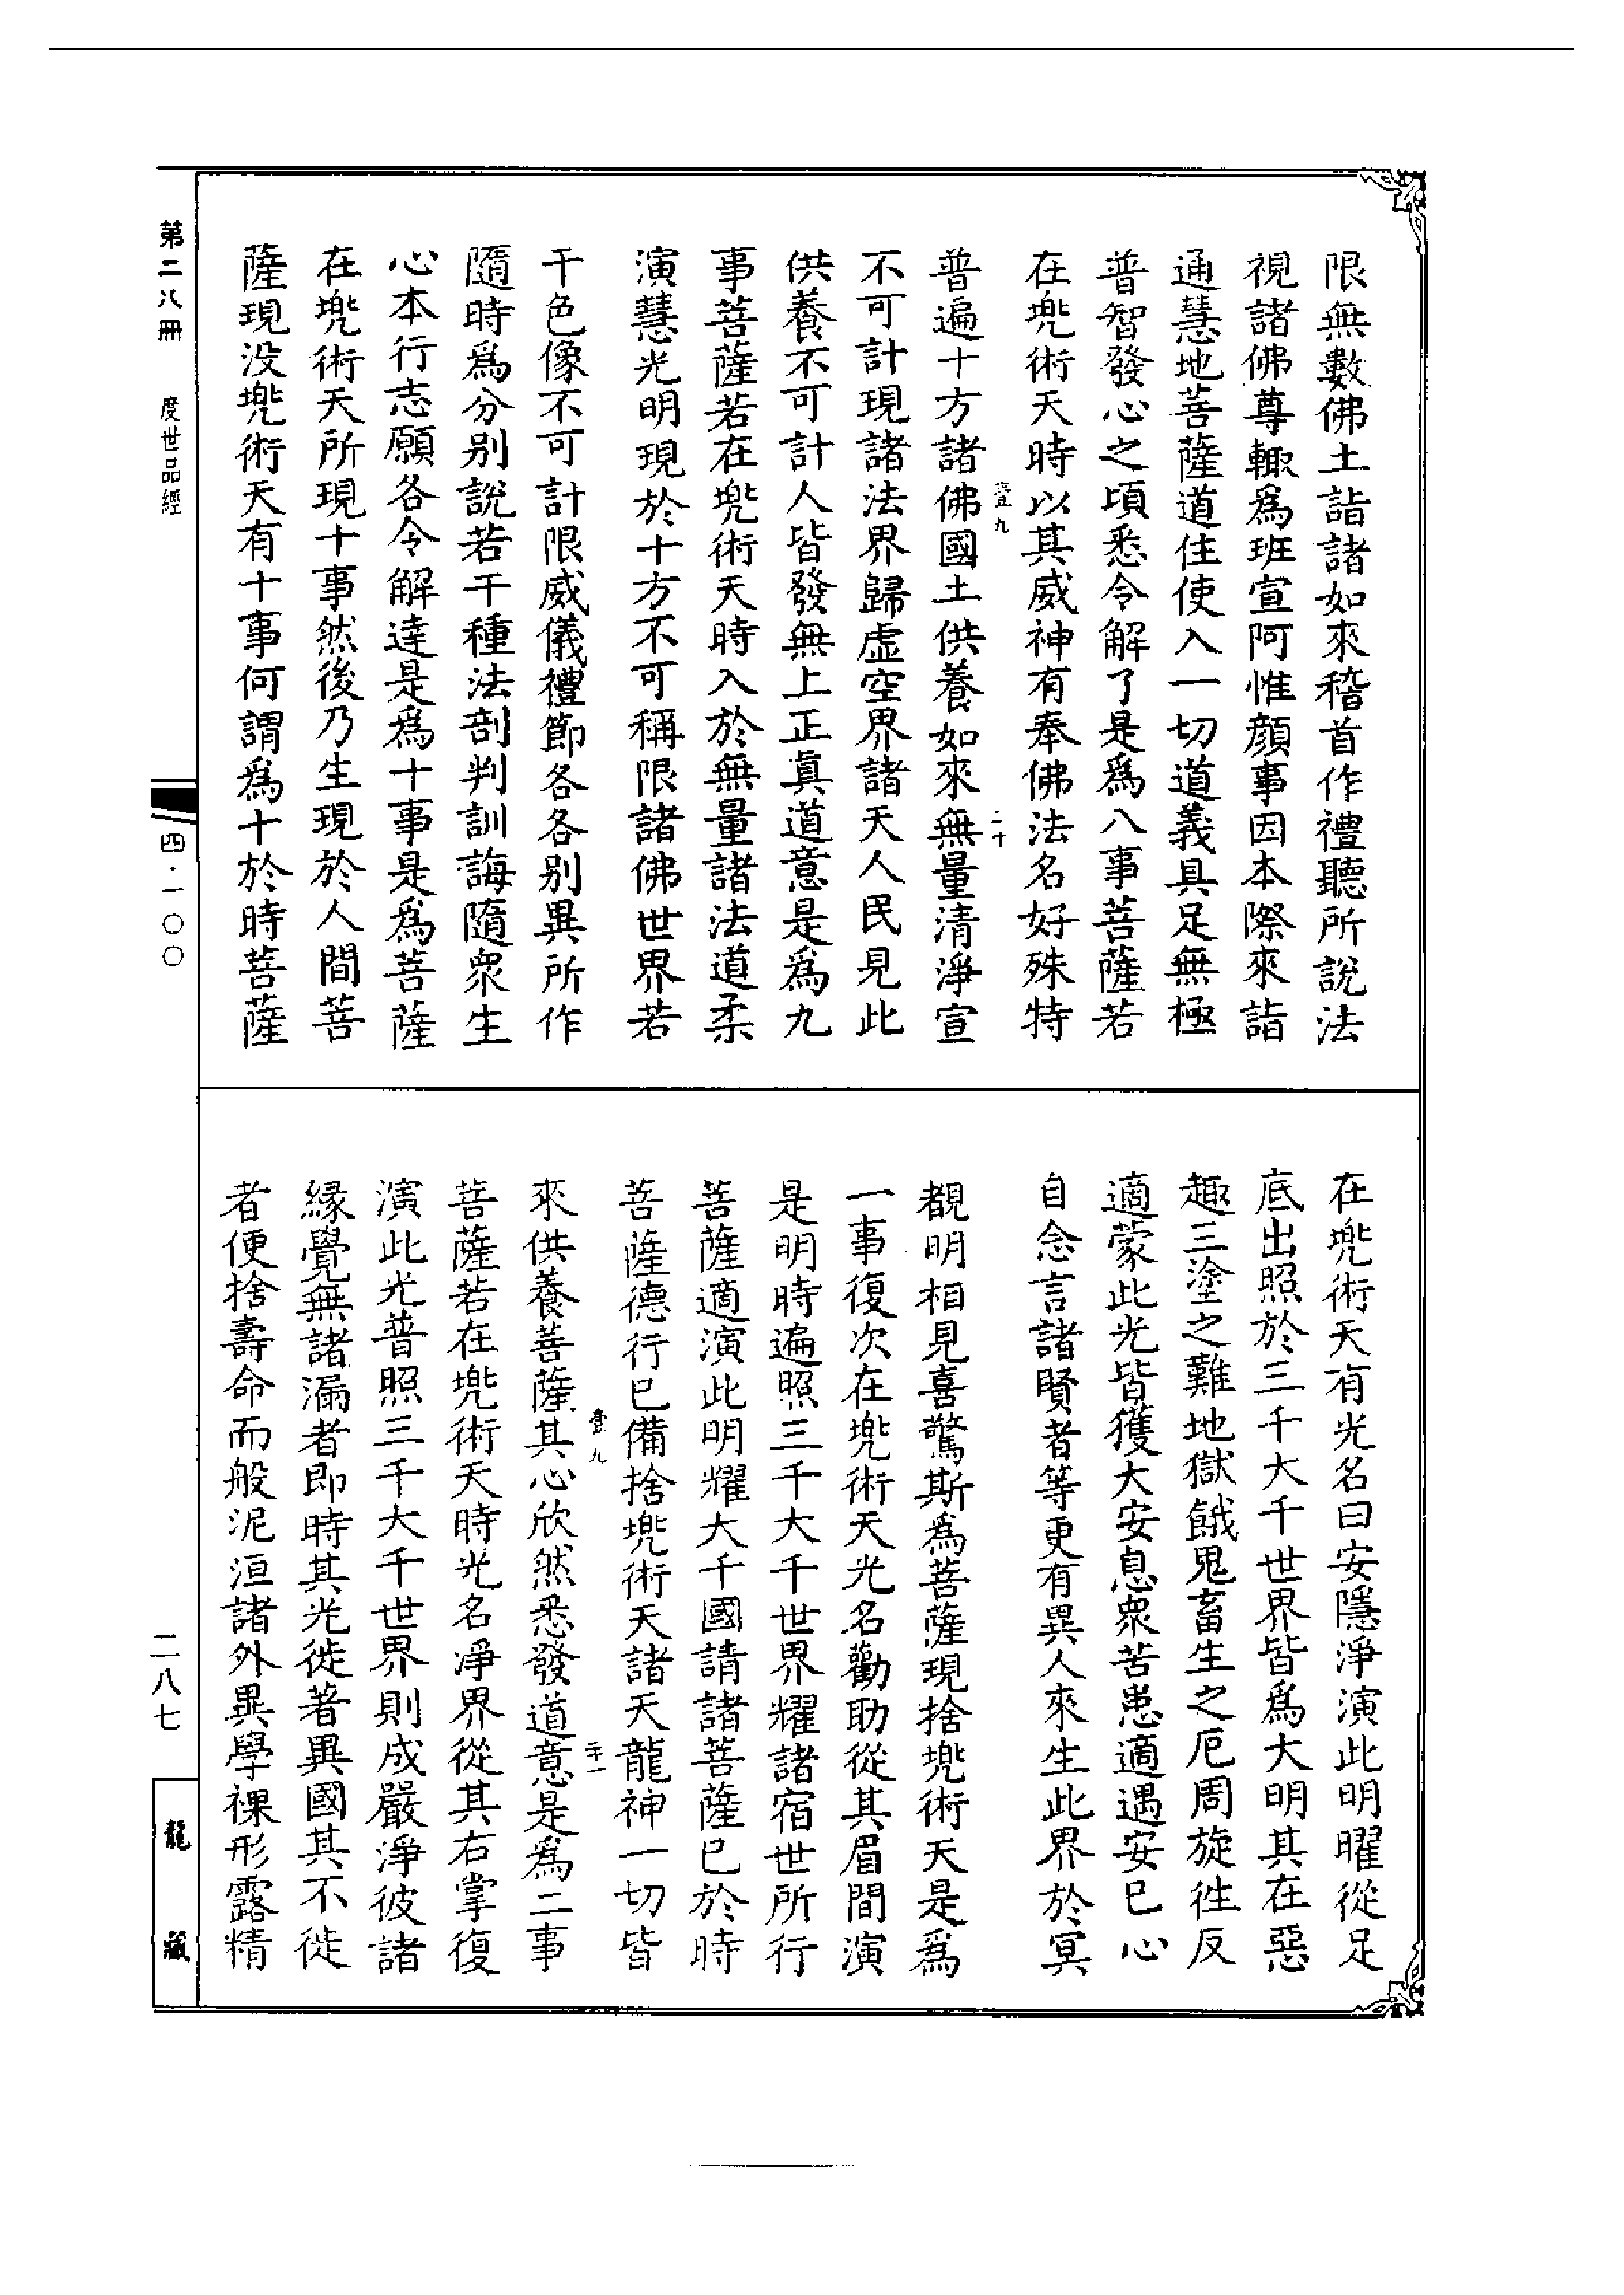 限無數佛土詣諸如來稽首作禮聽所說法
視諸佛尊輙爲班宣阿惟顏事因本際來詣
通慧地菩薩道住使入一切道義具足無極
普智發心之頃悉令解了是爲八事菩薩若
在兠術天時以其威神有奉佛法名好殊特
壹九
二十
普遍十方諸佛國土供養如來無量清淨宣
不可計現諸法界歸虛空界諸天人民見此
供養不可計人皆發無上正眞道意是爲九
事菩薩若在兠術天時入於無量諸法道柔
演慧光明現於十方不可稱限諸佛世界若
干色像不可計限威儀禮節各各别異所作
隨時爲分别說若干種法剖判訓誨隨衆生
心本行志願各令解達是爲十事是爲菩薩
在兠術天所現十事然後乃生現於人間菩
薩現没兠術天有十事何謂爲十於時菩薩
在兠術天有光名曰安隱淨演此明曜從足
底出照於三千大千世界皆爲大明其在惡
趣三塗之難地獄餓鬼畜生之厄周旋徃反
適蒙此光皆獲大安息衆苦患適遇安已心
自念言諸賢者等更有異人來生此界於冥
覩明相見喜驚斯爲菩薩現捨兠術天是爲
一事復次在兠術天光名勸助從其眉間演
是明時遍照三千大千世界耀諸宿世所行
菩薩適演此明耀大千國請諸菩薩已於時
菩薩德行已備捨兠術天諸天龍神一切皆
壹九
二十一
來供養菩薩其心欣然悉發道意是爲二事
菩薩若在兠術天時光名淨界從其右掌復
演此光普照三千大千世界則成嚴淨彼諸
緣覺無諸漏者即時其光徙著異國其不徙
者便捨壽命而般泥洹諸外異學裸形露精
第二八冊
度世品經
四·一〇〇
二八七
龍藏